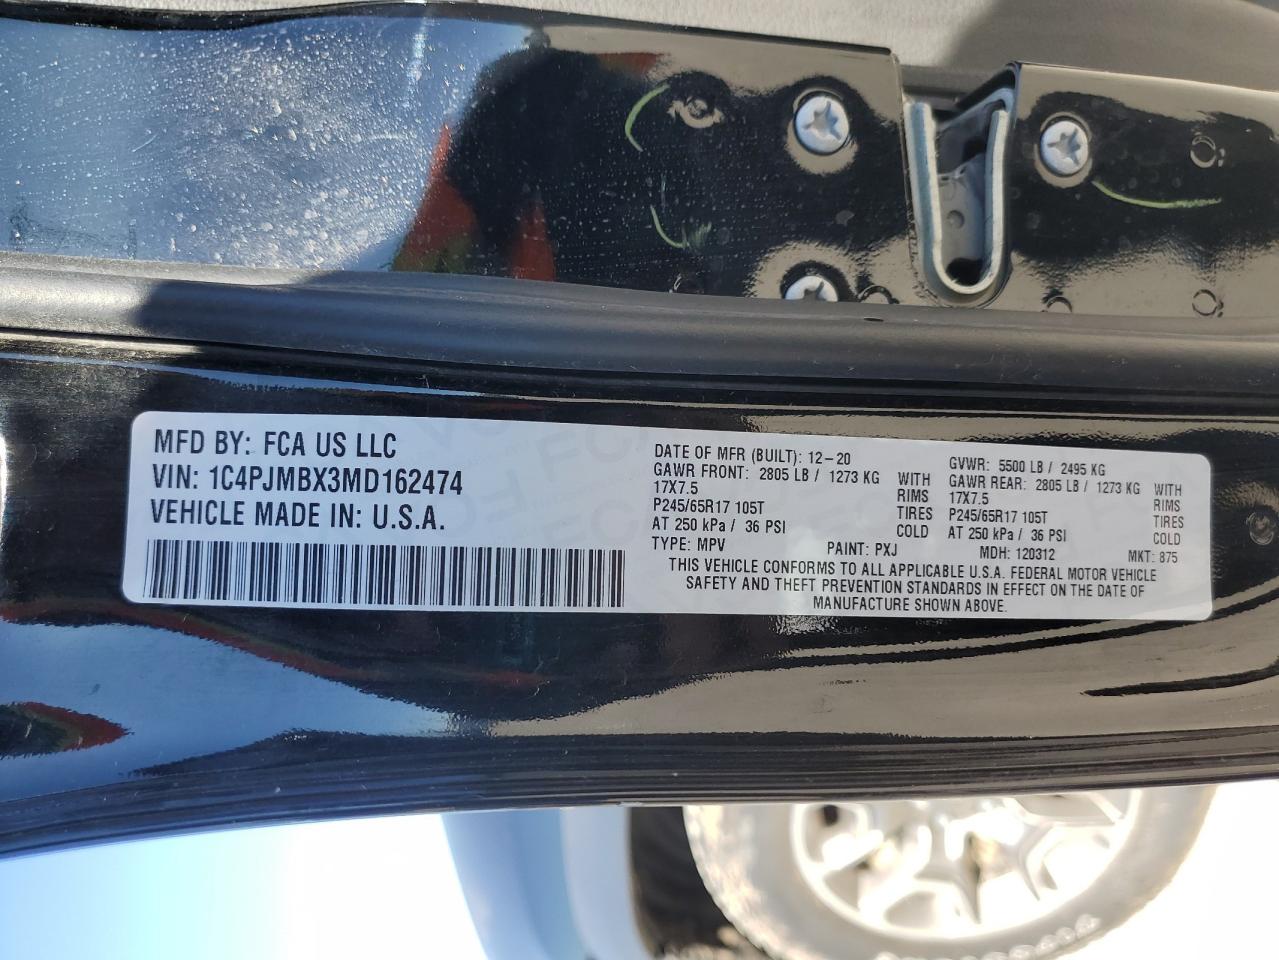 MFD BY: FCA US LLC
VIN: 1C4PJMBX3MD162474
VEHICLE MADE IN: U.S.A.
DATE OF MFR (BUILT): 12-20
GAWR FRONT: 2805 LB / 1273 KG WITH
17X7.5 RIMS
P245/65R17 105T TIRES
AT 250 kPa / 36 PSI COLD
TYPE: MPV PAINT: PXJ
GVWR: 5500 LB / 2495 KG
GAWR REAR: 2805 LB / 1273 KG WITH
17X7.5 RIMS
P245/65R17 105T TIRES
AT 250 kPa / 36 PSI COLD
MDH: 120312 MKT: 875
THIS VEHICLE CONFORMS TO ALL APPLICABLE U.S.A. FEDERAL MOTOR VEHICLE
SAFETY AND THEFT PREVENTION STANDARDS IN EFFECT ON THE DATE OF
MANUFACTURE SHOWN ABOVE.